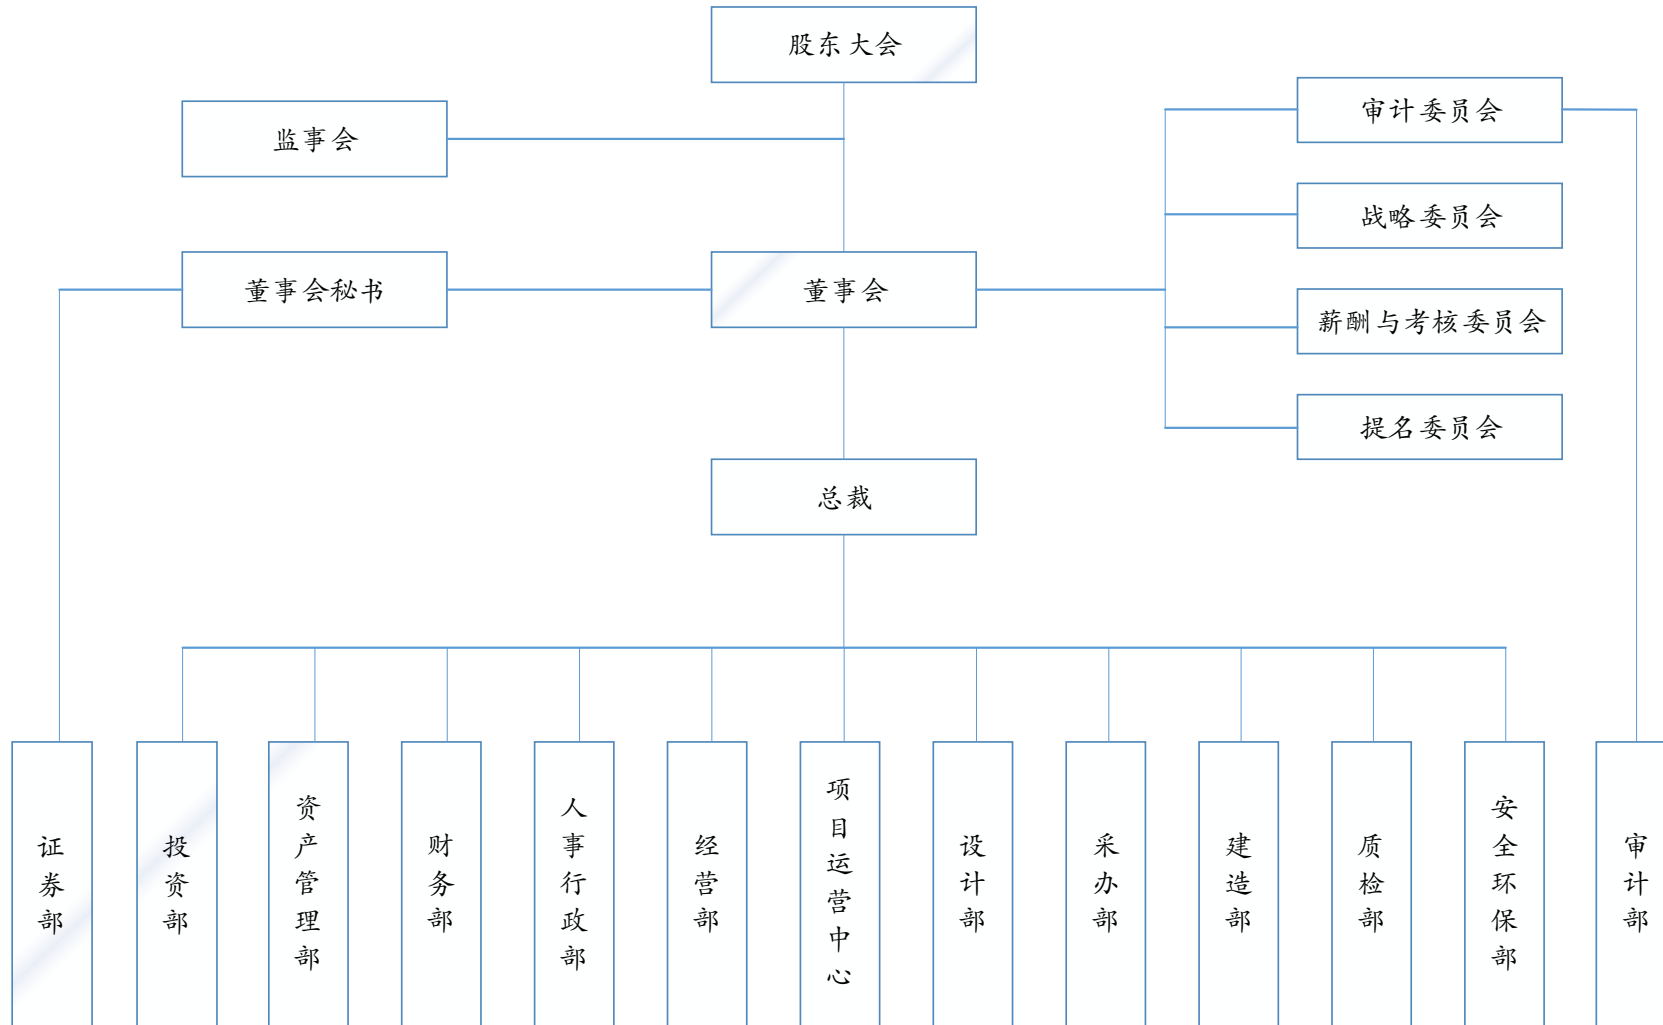 股东大会
监事会
审计委员会
战略委员会
董事会秘书
董事会
薪酬与考核委员会
提名委员会
总裁
证券部
投资部
资产管理部
财务部
人事行政部
经营部
项目运营中心
设计部
采办部
建造部
质检部
安全环保部
审计部